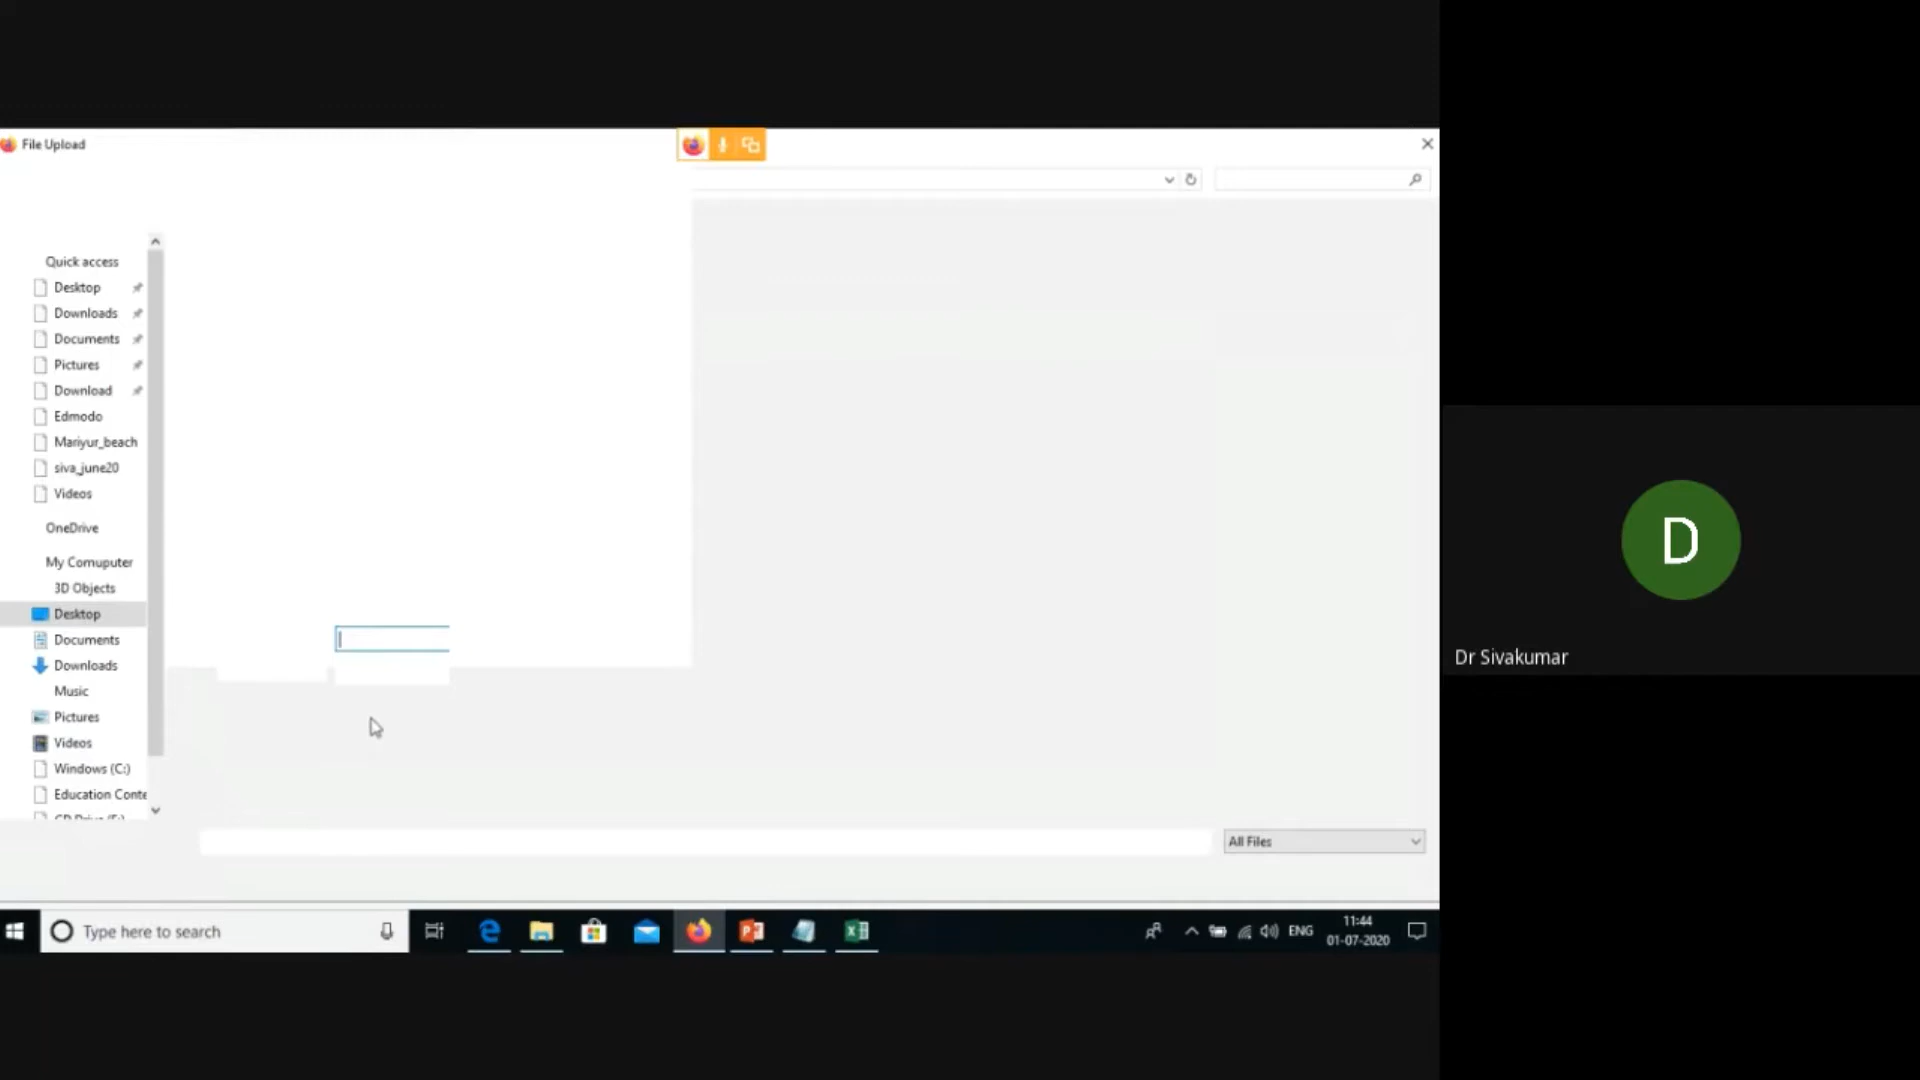 File Upload
Quick access
Desktop
Downloads
Documents
Pictures
Download
Edmodo
Mariyur_beach
siva_june20
Videos
OneDrive
My Comuputer
3D Objects
Desktop
Documents
Downloads
Music
Pictures
Videos
Windows (C:)
Education Conte
All Files
D
Dr Sivakumar
Type here to search
ENG
11:44
01-07-2020